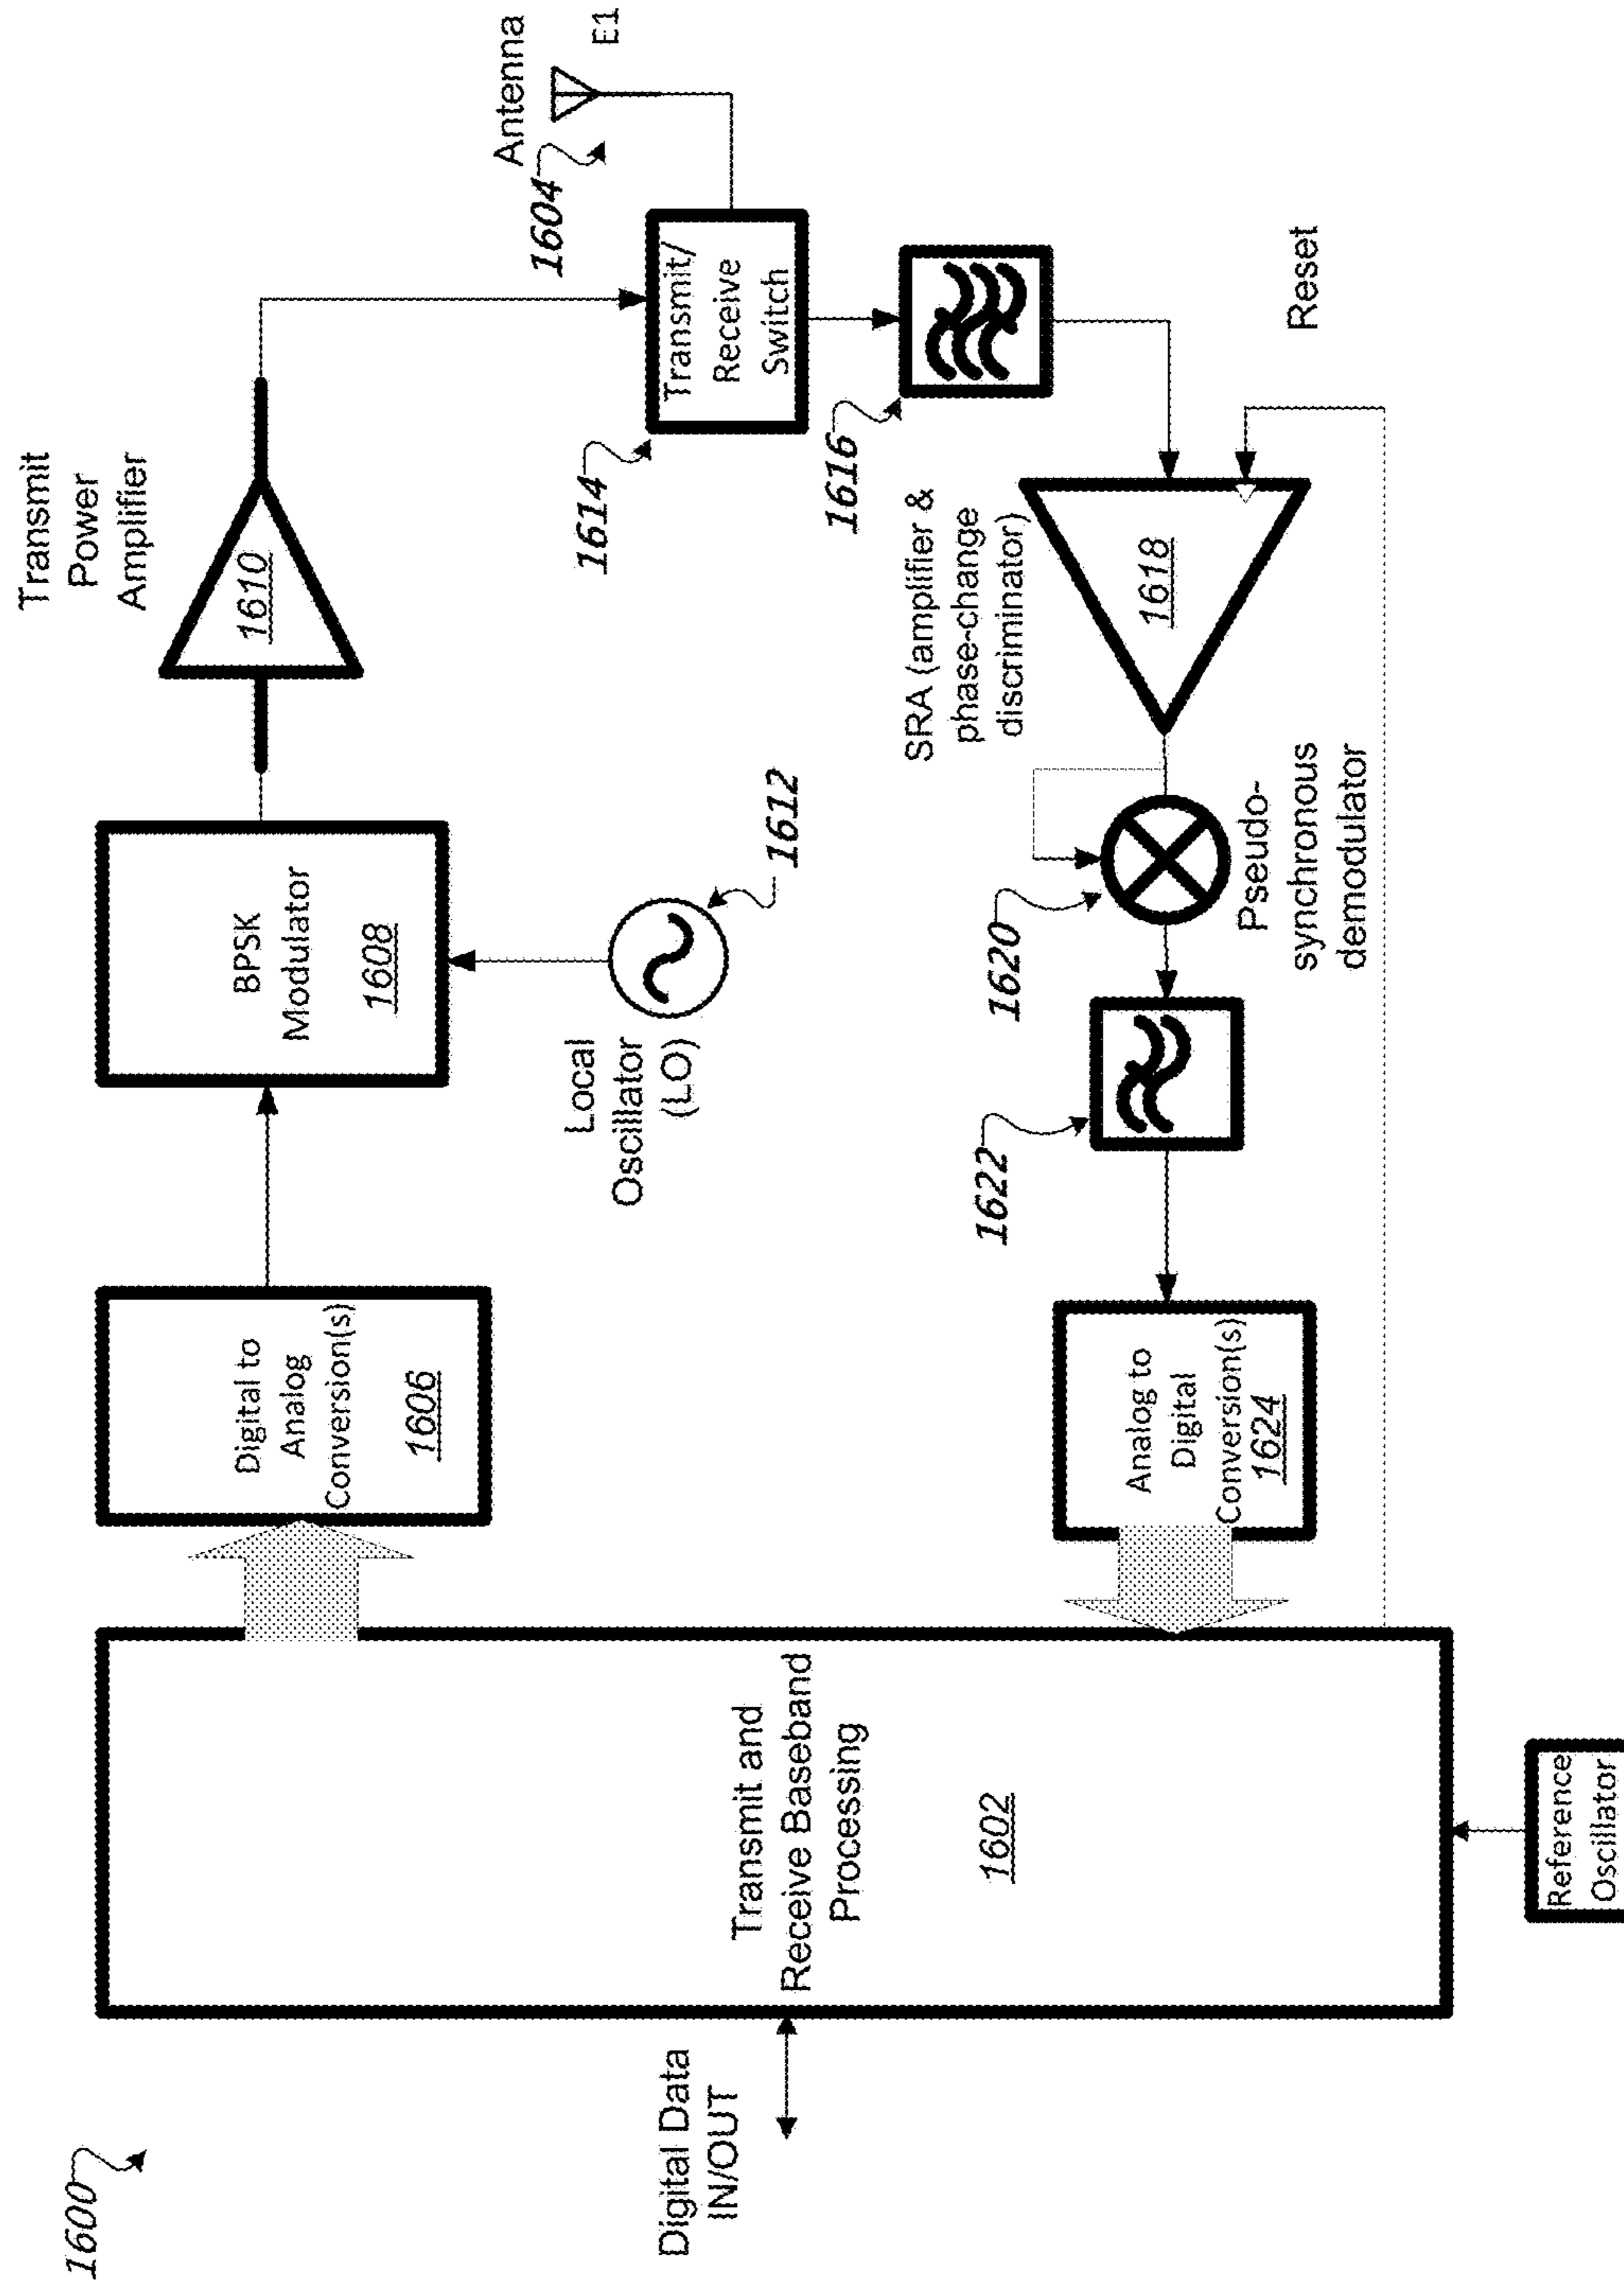 1600
Digital Data
IN/OUT
Transmit and
Receive Baseband
Processing
1602
Reference
Oscillator
Digital to
Analog
Conversion(s)
1606
BPSK
Modulator
1608
Local
Oscillator
(LO)
1612
Transmit
Power
Amplifier
1610
Antenna
1604
E1
Transmit/
Receive
Switch
1614
1616
SRA (amplifier &
phase-change
discriminator)
1618
Reset
1620
Pseudo-
synchronous
demodulator
1622
Analog to
Digital
Conversion(s)
1624